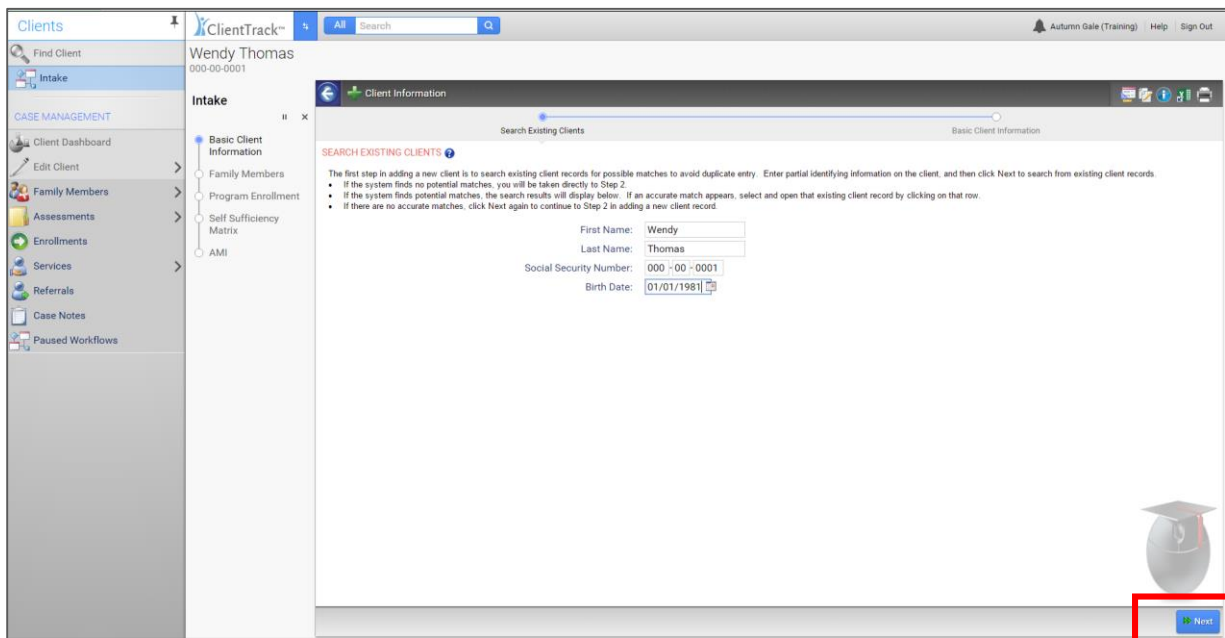 Clients
Find Client
Intake
CASE MANAGEMENT
Client Dashboard
Edit Client
Family Members
Assessments
Enrollments
Services
Referrals
Case Notes
Paused Workflows
ClientTrack™
All
Search
Autumn Gale (Training)
Help
Sign Out
Wendy Thomas
000-00-0001
Intake
Basic Client
Information
Family Members
Program Enrollment
Self Sufficiency
Matrix
AMI
Client Information
Search Existing Clients
Basic Client Information
SEARCH EXISTING CLIENTS
The first step in adding a new client is to search existing client records for possible matches to avoid duplicate entry. Enter partial identifying information on the client, and then click Next to search from existing client records.
• If the system finds no potential matches, you will be taken directly to Step 2.
• If the system finds potential matches, the search results will display below. If an accurate match appears, select and open that existing client record by clicking on that row.
• If there are no accurate matches, click Next again to continue to Step 2 in adding a new client record.
First Name: Wendy
Last Name: Thomas
Social Security Number: 000 - 00 - 0001
Birth Date: 01/01/1981
Next